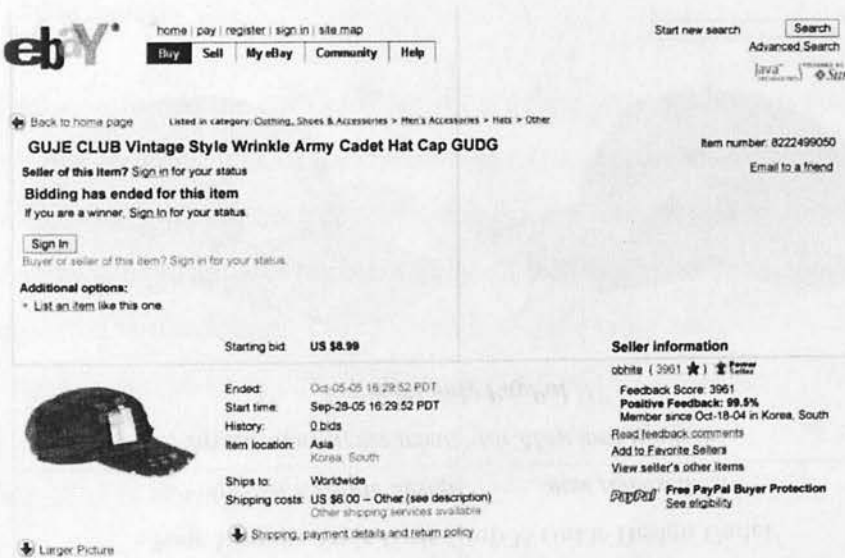 ebaY
home | pay | register | sign in | site map
Buy Sell My eBay Community Help
Start new search Search
Advanced Search
Java Sun
Back to home page Listed in category: Clothing, Shoes & Accessories > Men's Accessories > Hats > Other
GUJE CLUB Vintage Style Wrinkle Army Cadet Hat Cap GUDG
Item number: 8222499050
Seller of this item? Sign in for your status
Email to a friend
Bidding has ended for this item
If you are a winner, Sign In for your status.
Sign In
Buyer or seller of this item? Sign in for your status.
Additional options:
List an item like this one.
Starting bid: US $8.99
Ended: Oct-05-05 16:29:52 PDT
Start time: Sep-28-05 16:29:52 PDT
History: 0 bids
Item location: Asia
Korea, South
Ships to: Worldwide
Shipping costs: US $6.00 -- Other (see description)
Other shipping services available
Shipping, payment details and return policy
Larger Picture
Seller information
obhite ( 3961 )
Feedback Score: 3961
Positive Feedback: 99.5%
Member since Oct-18-04 in Korea, South
Read feedback comments
Add to Favorite Sellers
View seller's other items
PayPal Free PayPal Buyer Protection
See eligibility